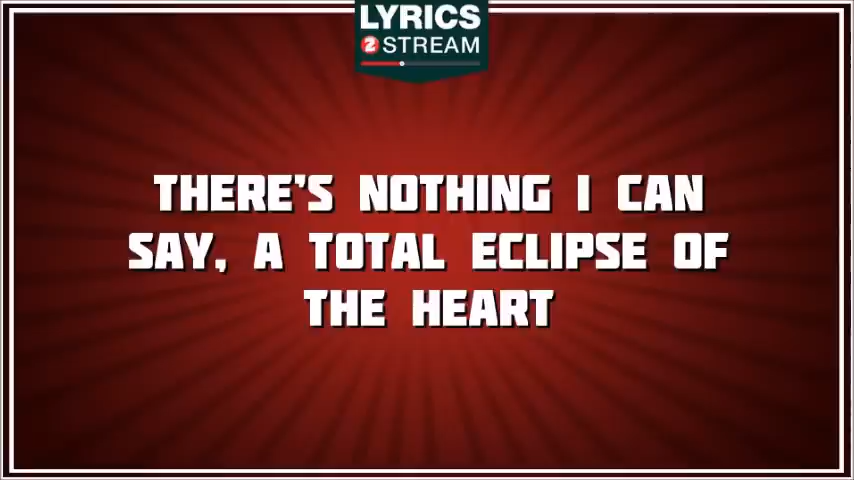 LYRICS
2 STREAM
THERE'S NOTHING I CAN
SAY, A TOTAL ECLIPSE OF
THE HEART